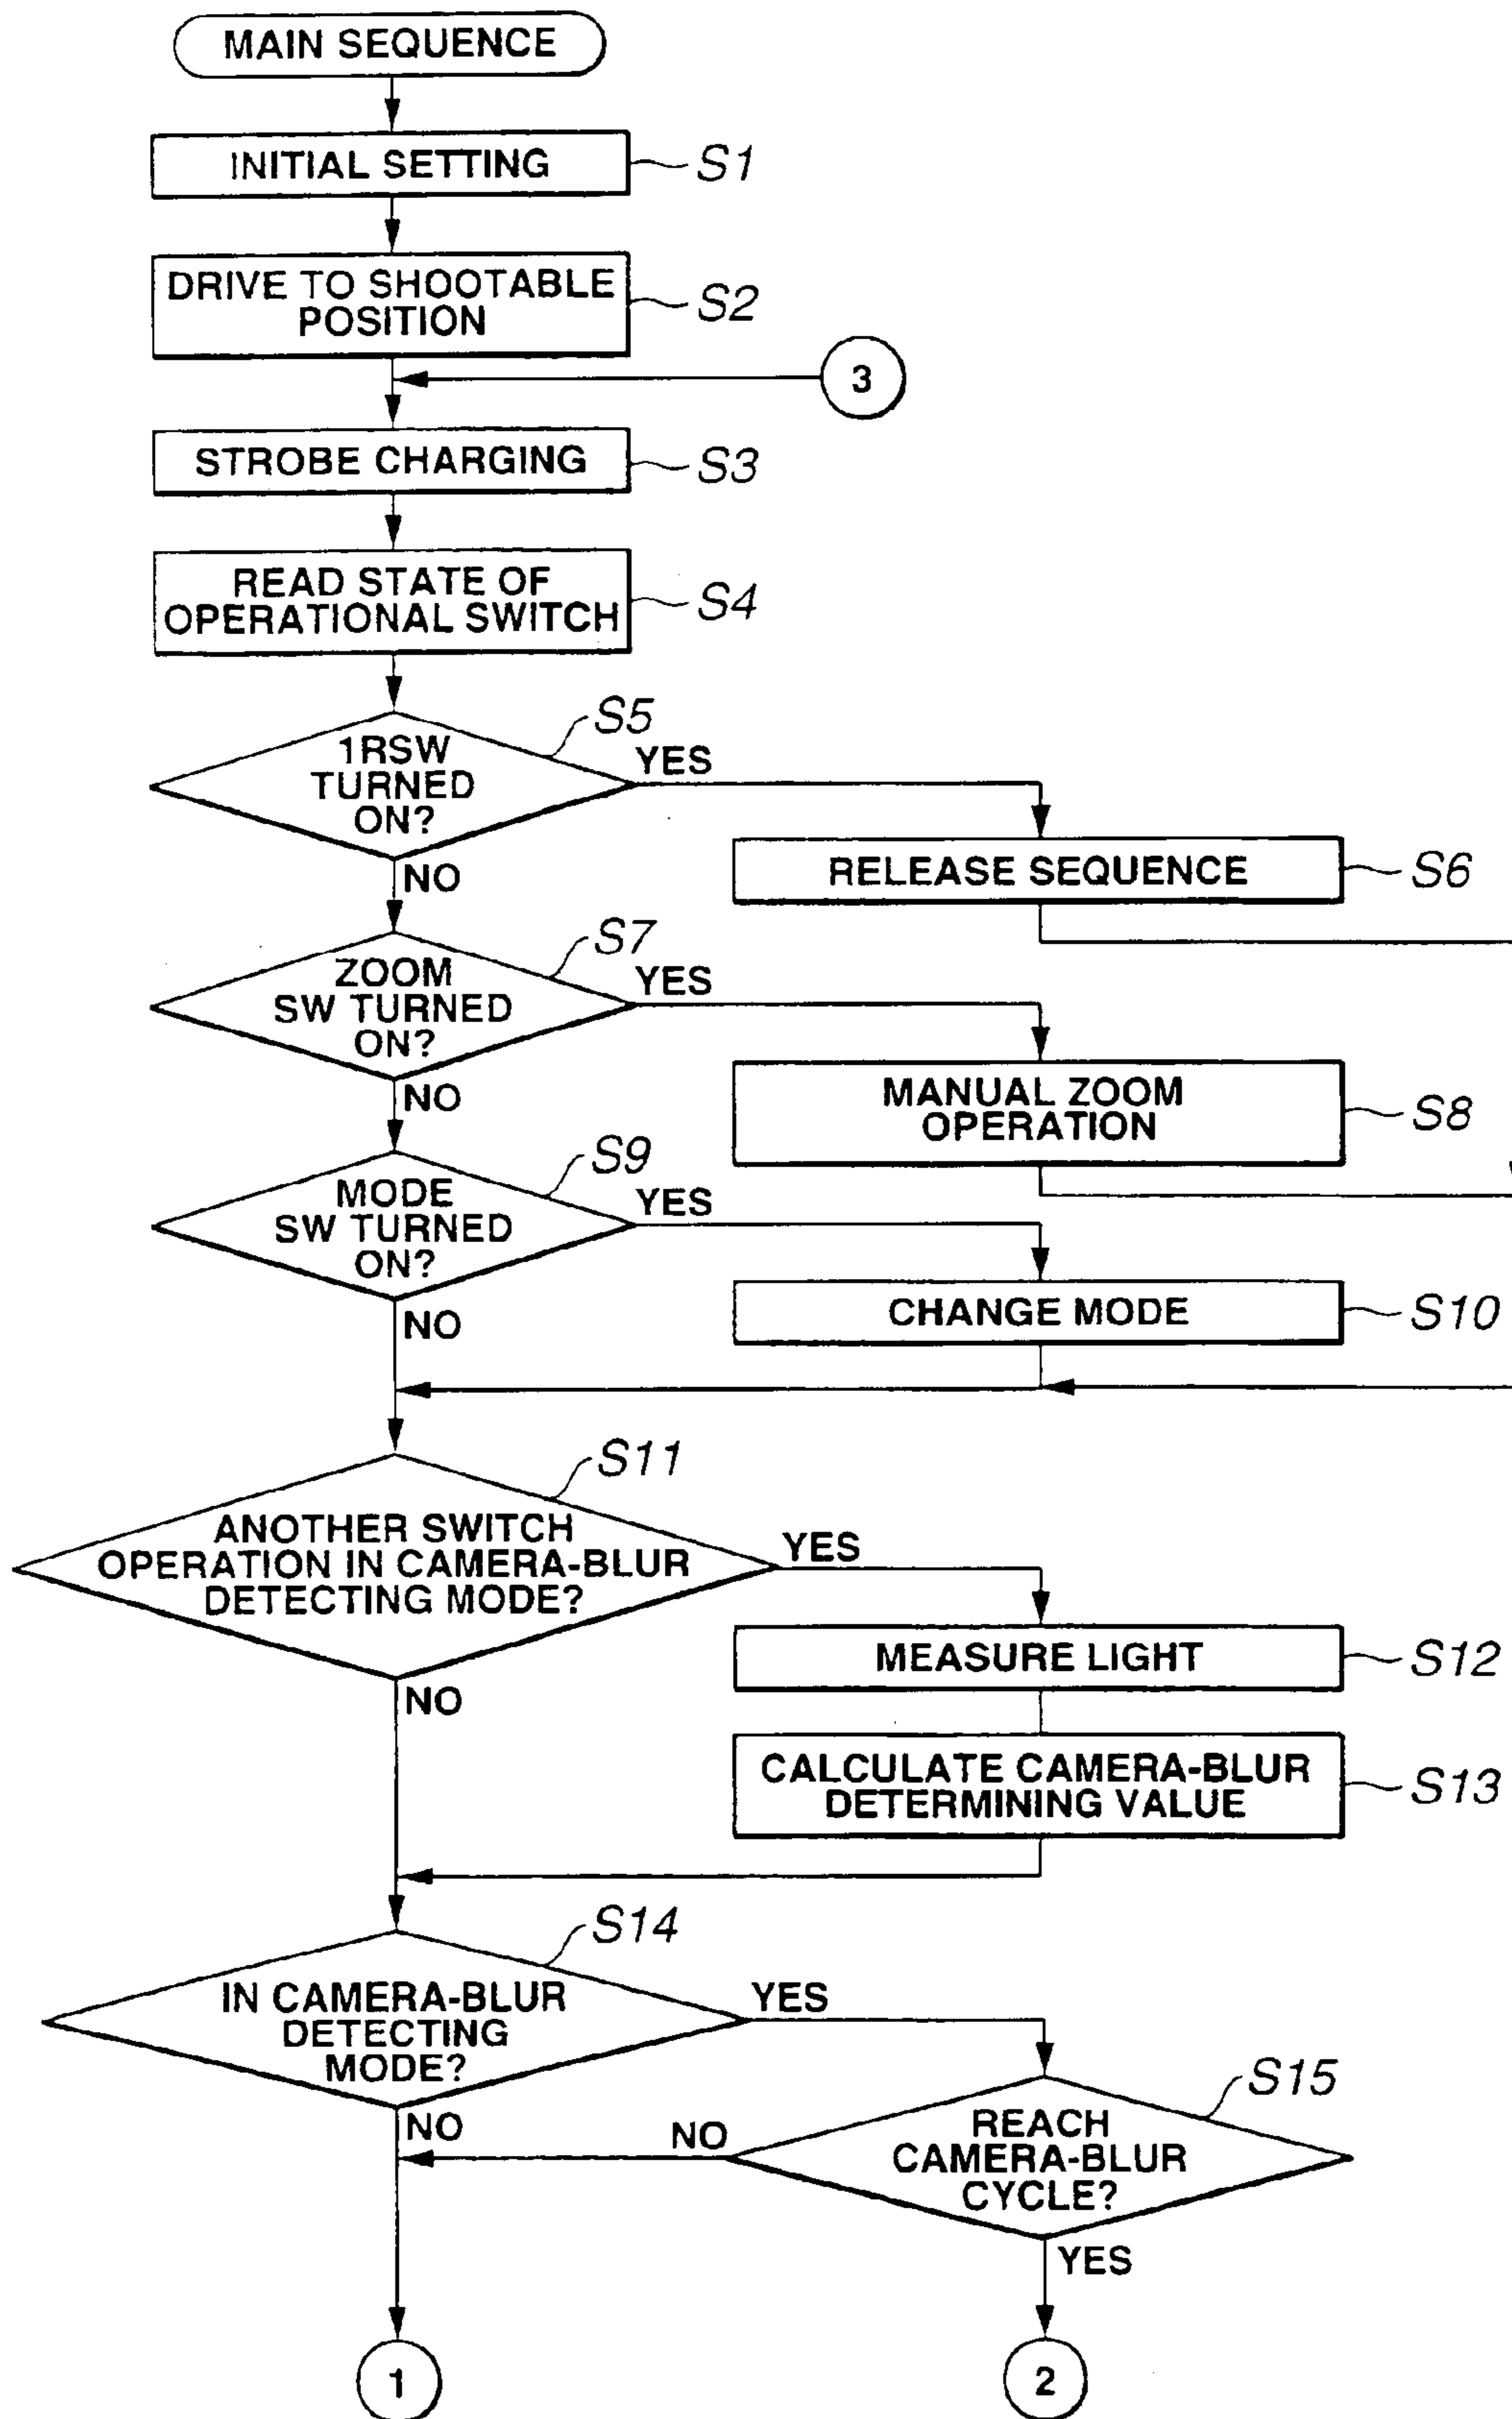 MAIN SEQUENCE
INITIAL SETTING
S1
DRIVE TO SHOOTABLE
POSITION
S2
3
STROBE CHARGING
S3
READ STATE OF
OPERATIONAL SWITCH
S4
S5
1RSW
TURNED
ON?
YES
NO
RELEASE SEQUENCE
S6
S7
ZOOM
SW TURNED
ON?
YES
NO
MANUAL ZOOM
OPERATION
S8
S9
MODE
SW TURNED
ON?
YES
NO
CHANGE MODE
S10
S11
ANOTHER SWITCH
OPERATION IN CAMERA-BLUR
DETECTING MODE?
YES
NO
MEASURE LIGHT
S12
CALCULATE CAMERA-BLUR
DETERMINING VALUE
S13
S14
IN CAMERA-BLUR
DETECTING
MODE?
YES
NO
S15
REACH
CAMERA-BLUR
CYCLE?
NO
YES
1
2